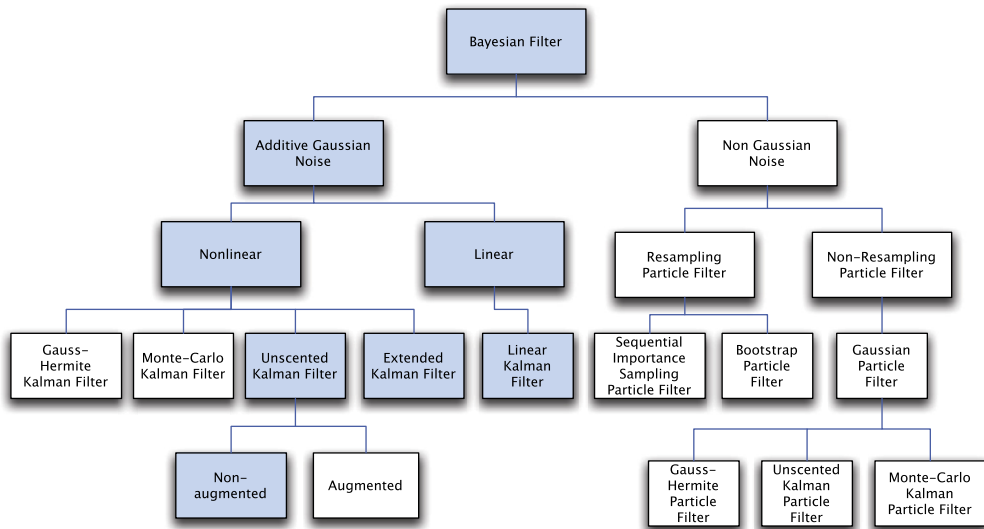 Bayesian Filter
Additive Gaussian
Noise
Non Gaussian
Noise
Nonlinear
Linear
Resampling
Particle Filter
Non-Resampling
Particle Filter
Gauss-
Hermite
Kalman Filter
Monte-Carlo
Kalman Filter
Unscented
Kalman Filter
Extended
Kalman Filter
Linear
Kalman
Filter
Sequential
Importance
Sampling
Particle Filter
Bootstrap
Particle
Filter
Gaussian
Particle
Filter
Non-
augmented
Augmented
Gauss-
Hermite
Particle
Filter
Unscented
Kalman
Particle
Filter
Monte-Carlo
Kalman
Particle Filter